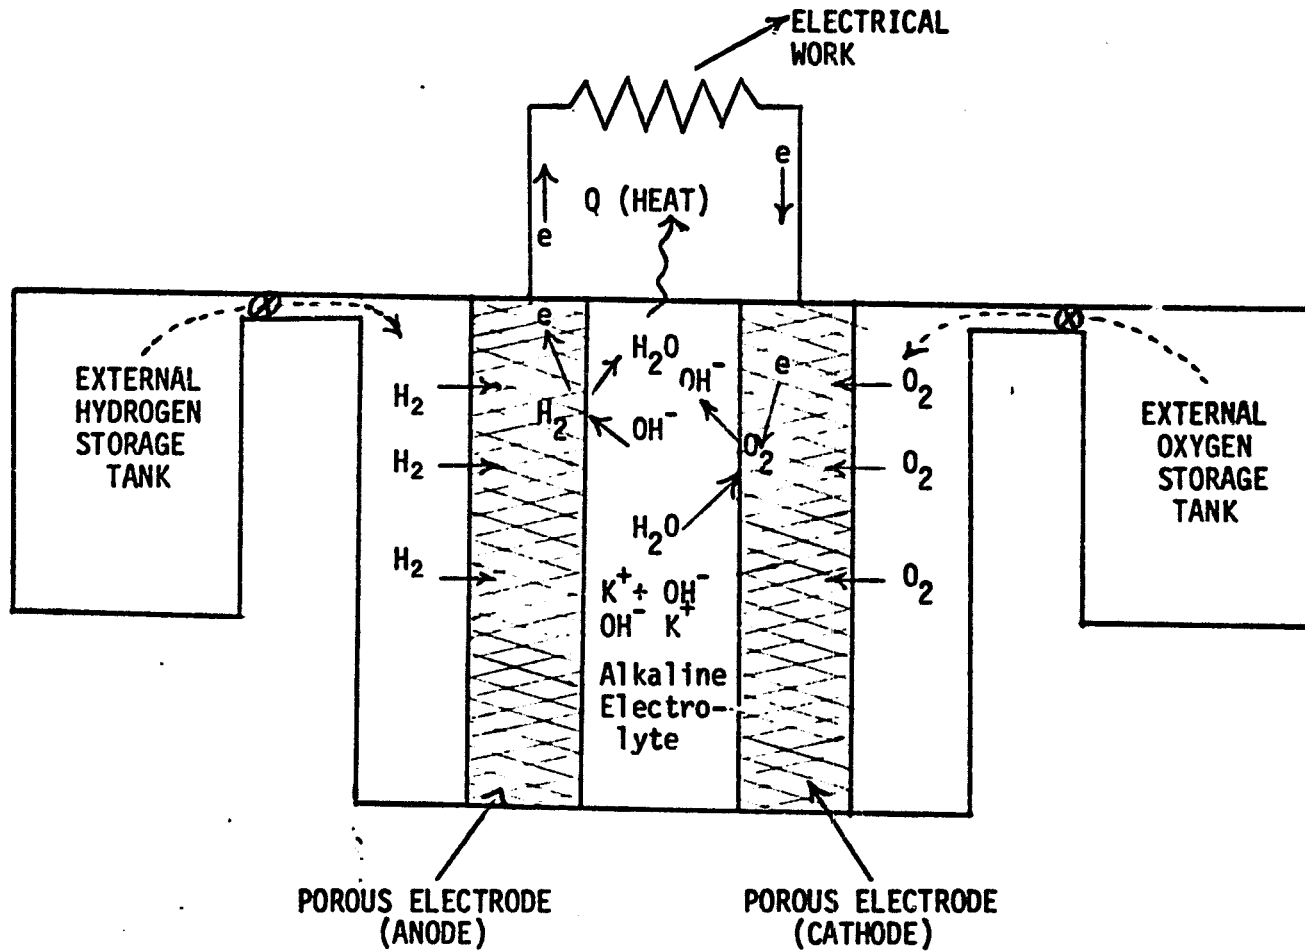 ELECTRICAL
WORK
e
Q (HEAT)
e
EXTERNAL
HYDROGEN
STORAGE
TANK
H₂
H₂
H₂
e
H₂
H₂O
OH⁻
OH⁻
e
O₂
H₂O
K⁺ + OH⁻
OH⁻ K⁺
Alkaline
Electro-
lyte
O₂
O₂
O₂
EXTERNAL
OXYGEN
STORAGE
TANK
POROUS ELECTRODE
(ANODE)
POROUS ELECTRODE
(CATHODE)